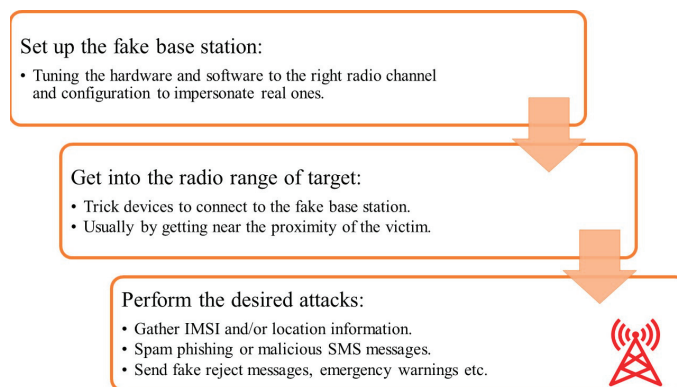 Set up the fake base station:
• Tuning the hardware and software to the right radio channel
and configuration to impersonate real ones.
Get into the radio range of target:
• Trick devices to connect to the fake base station.
• Usually by getting near the proximity of the victim.
Perform the desired attacks:
• Gather IMSI and/or location information.
• Spam phishing or malicious SMS messages.
• Send fake reject messages, emergency warnings etc.